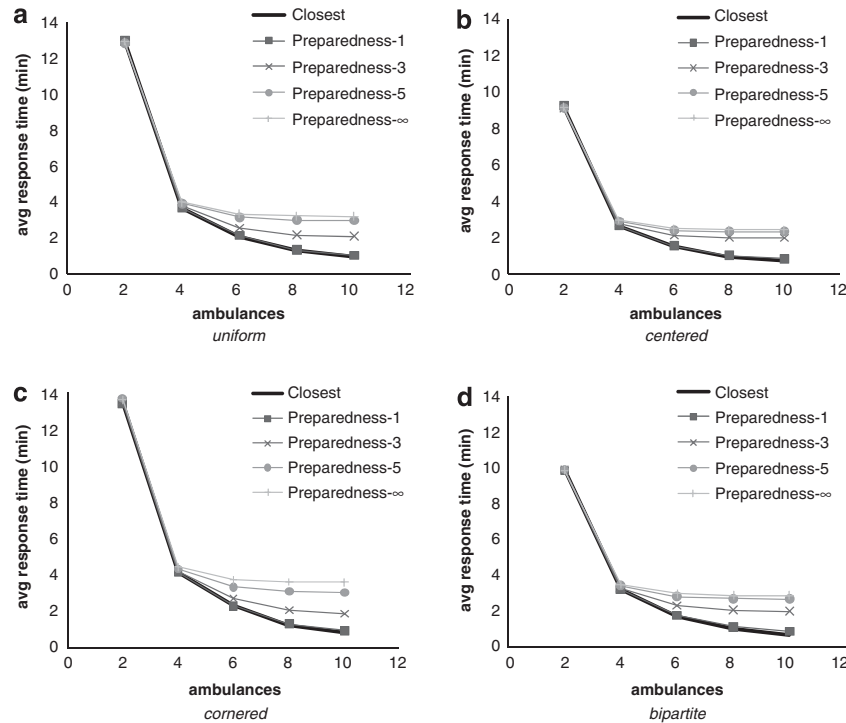 a
14
12
10
8
6
4
2
0
avg response time (min)
Closest
Preparedness-1
Preparedness-3
Preparedness-5
Preparedness-∞
0 2 4 6 8 10 12
ambulances
uniform
b
14
12
10
8
6
4
2
0
avg response time (min)
Closest
Preparedness-1
Preparedness-3
Preparedness-5
Preparedness-∞
0 2 4 6 8 10 12
ambulances
centered
c
14
12
10
8
6
4
2
0
avg response time (min)
Closest
Preparedness-1
Preparedness-3
Preparedness-5
Preparedness-∞
0 2 4 6 8 10 12
ambulances
cornered
d
14
12
10
8
6
4
2
0
avg response time (min)
Closest
Preparedness-1
Preparedness-3
Preparedness-5
Preparedness-∞
0 2 4 6 8 10 12
ambulances
bipartite